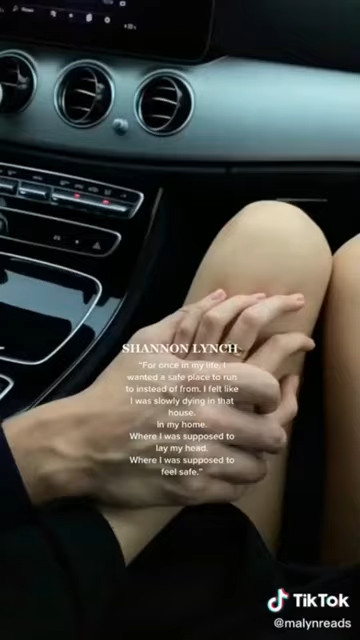 SHANNON LYNCH
"For once in my life, I
wanted a safe place to run
to instead of from. I felt like
I was slowly dying in that
house.
In my home.
Where I was supposed to
lay my head.
Where I was supposed to
feel safe."
TikTok
@malynreads